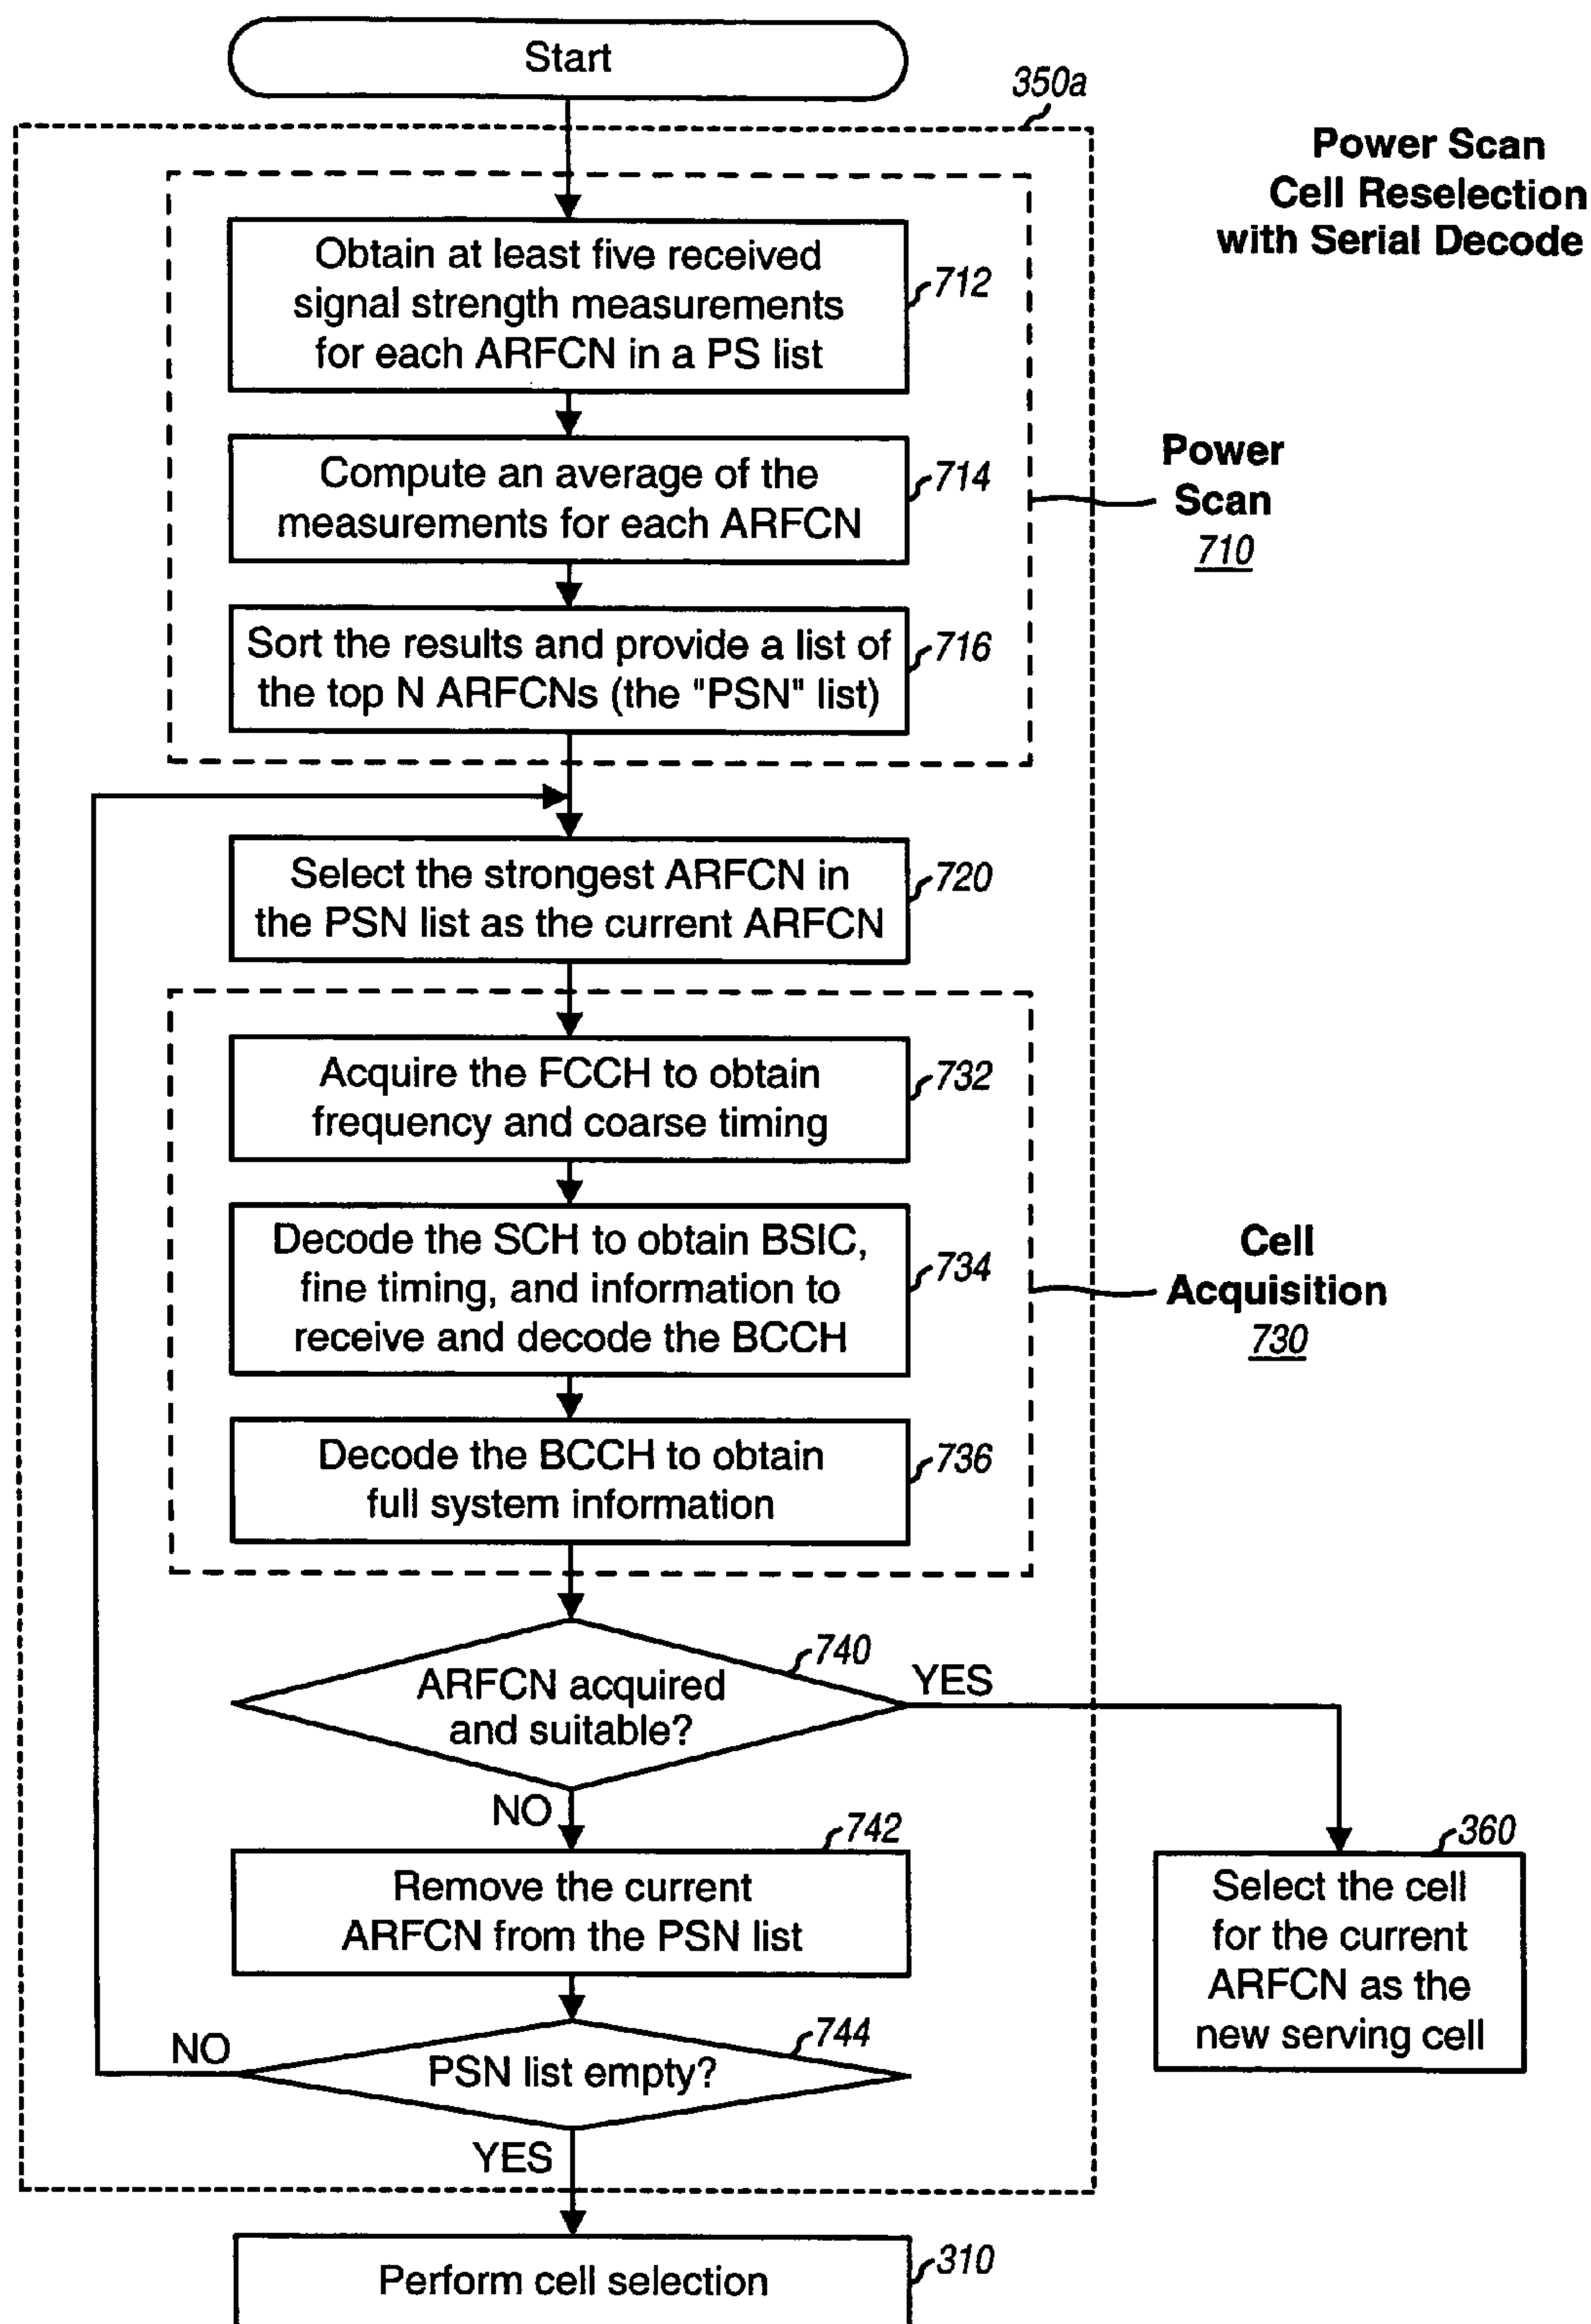 Start
350a
Power Scan
Cell Reselection
with Serial Decode
Obtain at least five received
signal strength measurements
for each ARFCN in a PS list
712
Compute an average of the
measurements for each ARFCN
714
Power
Scan
710
Sort the results and provide a list of
the top N ARFCNs (the "PSN" list)
716
Select the strongest ARFCN in
the PSN list as the current ARFCN
720
Acquire the FCCH to obtain
frequency and coarse timing
732
Decode the SCH to obtain BSIC,
fine timing, and information to
receive and decode the BCCH
734
Cell
Acquisition
730
Decode the BCCH to obtain
full system information
736
ARFCN acquired
and suitable?
740
YES
NO
Remove the current
ARFCN from the PSN list
742
Select the cell
for the current
ARFCN as the
new serving cell
360
PSN list empty?
744
NO
YES
Perform cell selection
310